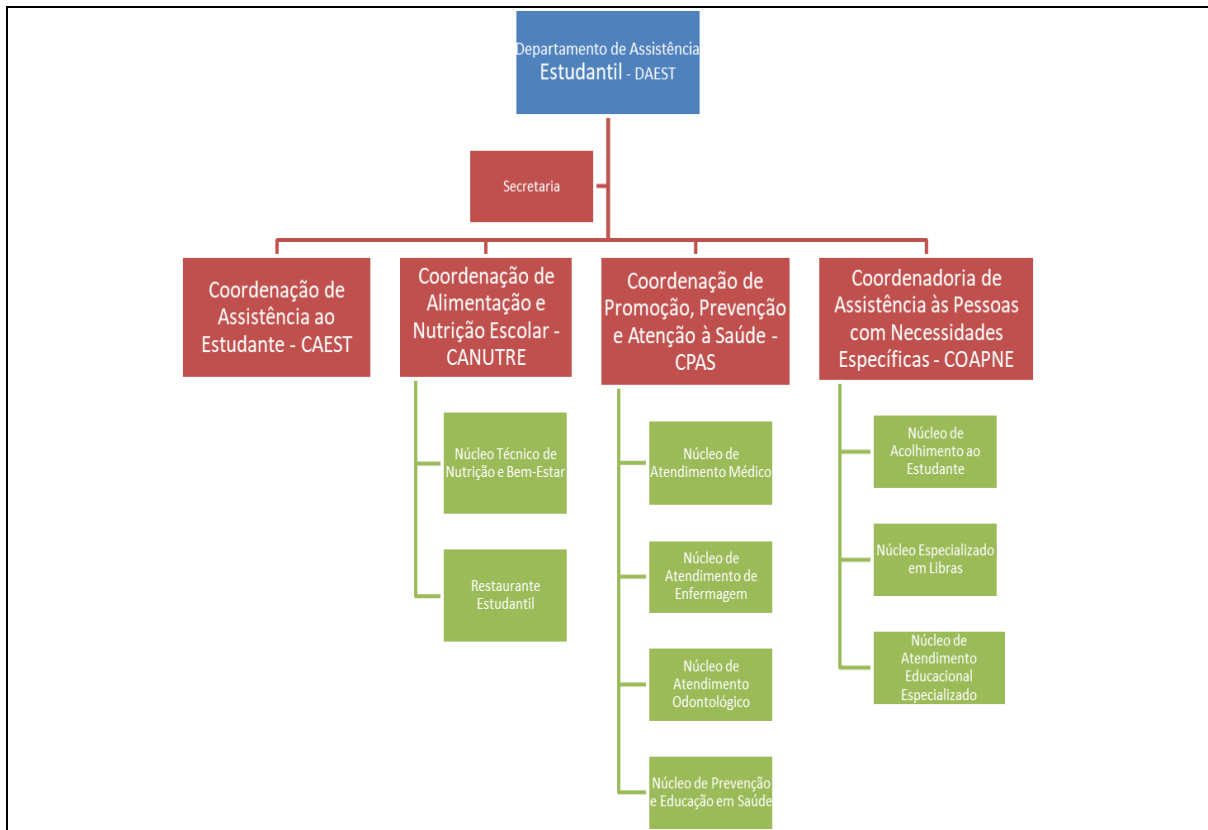 Departamento de Assistência
Estudantil - DAEST
Secretaria
Coordenação de
Assistência ao
Estudante - CAEST
Coordenação de
Alimentação e
Nutrição Escolar -
CANUTRE
Coordenação de
Promoção, Prevenção
e Atenção à Saúde -
CPAS
Coordenadoria de
Assistência às Pessoas
com Necessidades
Específicas - COAPNE
Núcleo Técnico de
Nutrição e Bem-Estar
Restaurante
Estudantil
Núcleo de
Atendimento Médico
Núcleo de
Atendimento de
Enfermagem
Núcleo de
Atendimento
Odontológico
Núcleo de Prevenção
e Educação em Saúde
Núcleo de
Acolhimento ao
Estudante
Núcleo Especializado
em Libras
Núcleo de
Atendimento
Educacional
Especializado